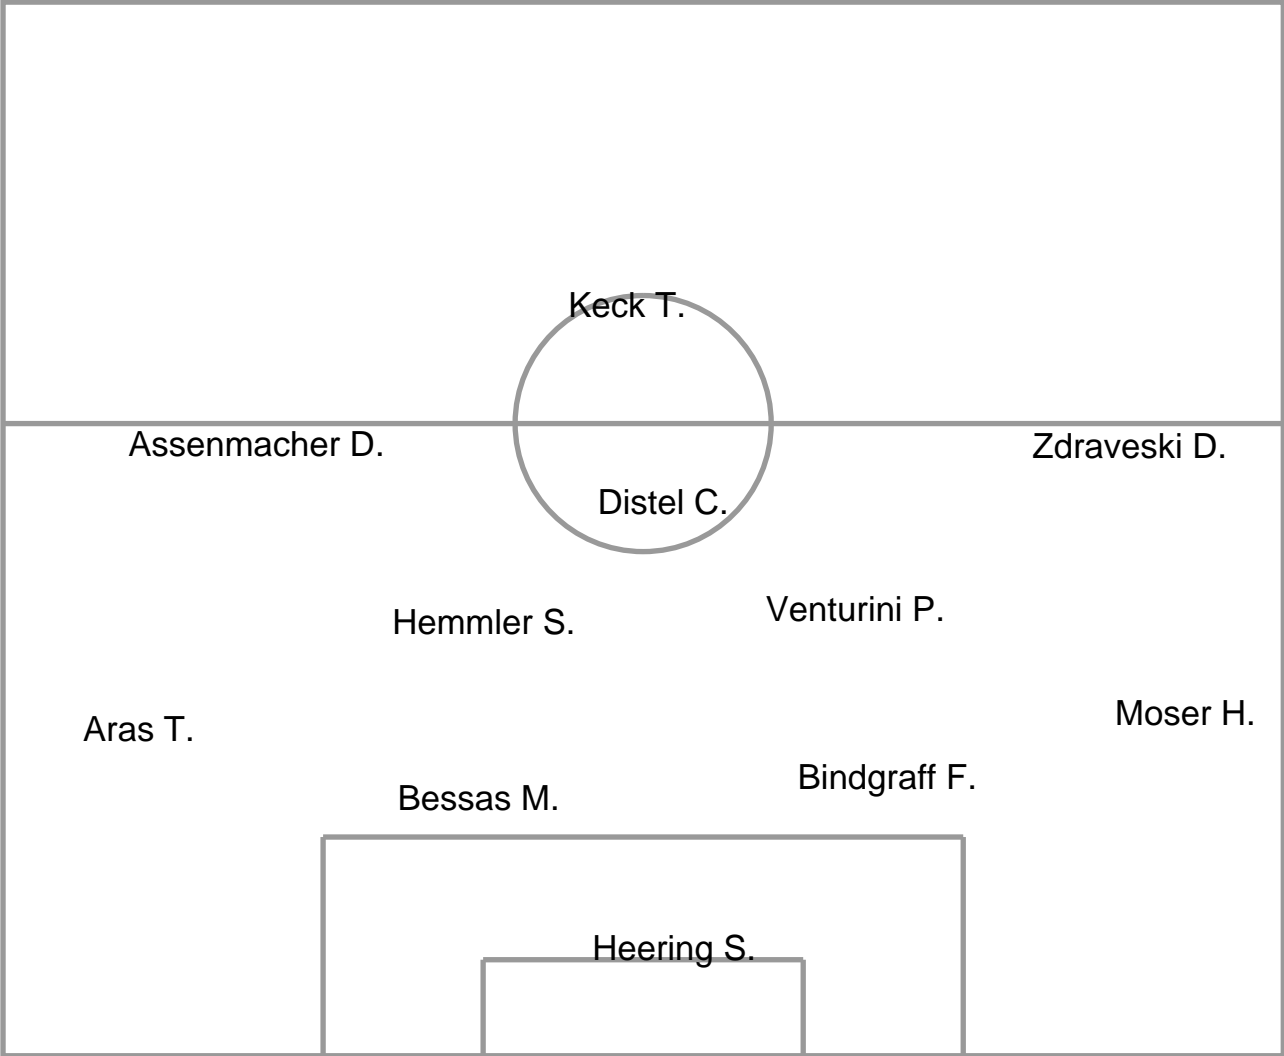 Keck T.
Assenmacher D.
Zdraveski D.
Distel C.
Hemmler S.
Venturini P.
Aras T.
Moser H.
Bessas M.
Bindgraff F.
Heering S.